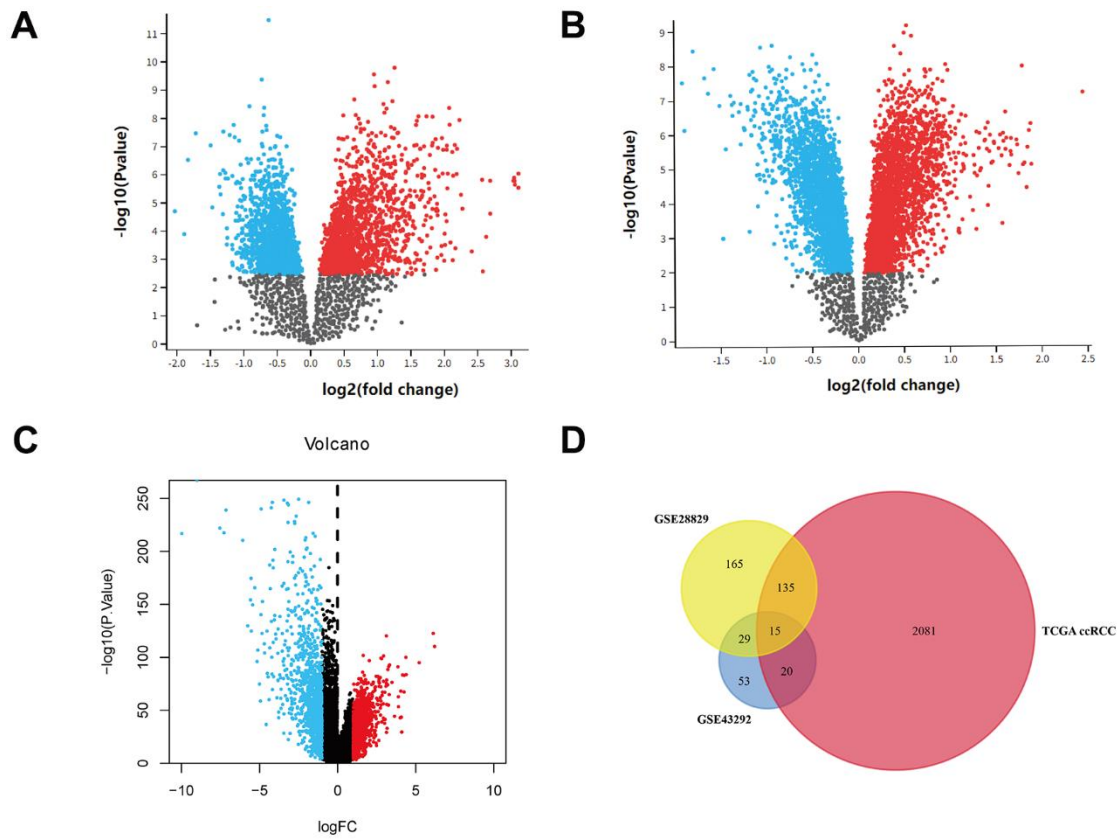 A
11
10
9
8
7
6
5
4
3
2
1
0
-log10(Pvalue)
-2.0 -1.5 -1.0 -0.5 0.0 0.5 1.0 1.5 2.0 2.5 3.0
log2(fold change)
B
9
8
7
6
5
4
3
2
1
0
-log10(Pvalue)
-1.5 -1.0 -0.5 0.0 0.5 1.0 1.5 2.0 2.5
log2(fold change)
C
Volcano
250
200
150
100
50
0
−log10(P.Value)
−10 −5 0 5 10
logFC
D
GSE28829
165
135
29
15
2081
TCGA ccRCC
53
20
GSE43292